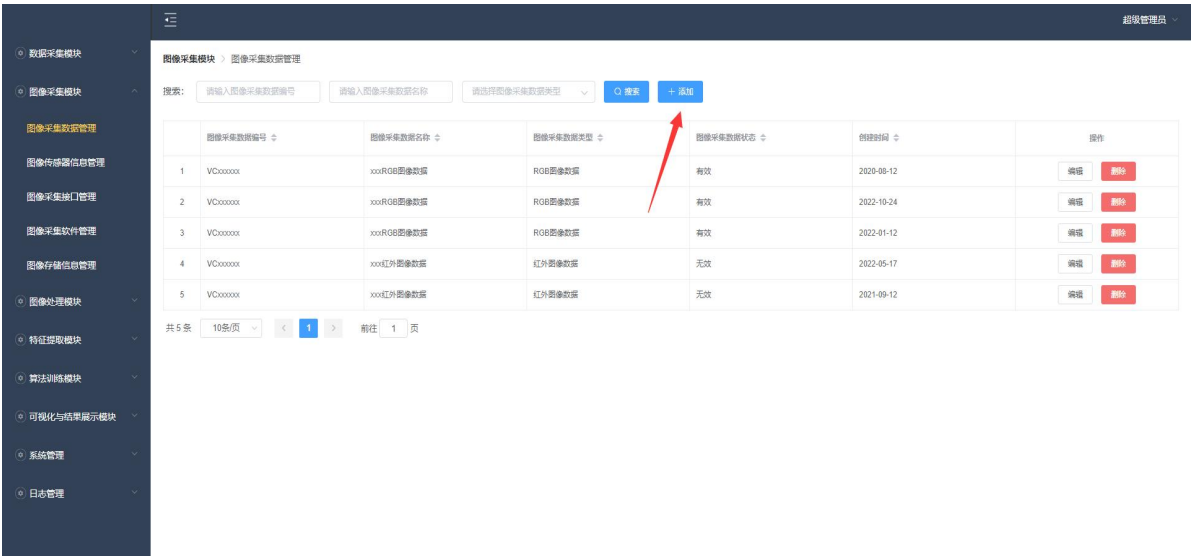 超级管理员
数据采集模块
图像采集模块
图像采集数据管理
图像传感器信息管理
图像采集接口管理
图像采集软件管理
图像存储信息管理
图像处理模块
特征提取模块
算法训练模块
可视化与结果展示模块
系统管理
日志管理
图像采集模块 > 图像采集数据管理
搜索： 请输入图像采集数据编号 请输入图像采集数据名称 请选择图像采集数据类型 搜索 + 添加
图像采集数据编号 图像采集数据名称 图像采集数据类型 图像采集数据状态 创建时间 操作
1 VCxxxxxx xxxRGB图像数据 RGB图像数据 有效 2020-08-12 编辑 删除
2 VCxxxxxx xxxRGB图像数据 RGB图像数据 有效 2022-10-24 编辑 删除
3 VCxxxxxx xxxRGB图像数据 RGB图像数据 有效 2022-01-12 编辑 删除
4 VCxxxxxx xxx红外图像数据 红外图像数据 无效 2022-05-17 编辑 删除
5 VCxxxxxx xxx红外图像数据 红外图像数据 无效 2021-09-12 编辑 删除
共 5 条 10条/页 < 1 > 前往 1 页